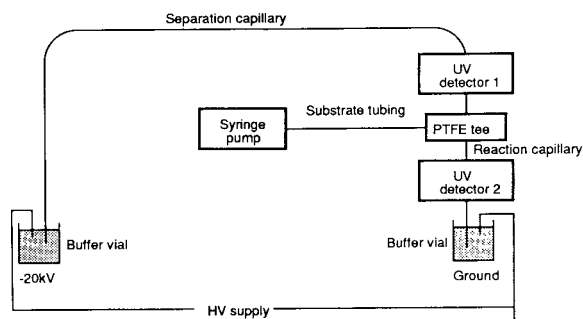 Separation capillary
UV
detector 1
Substrate tubing
Syringe
pump
PTFE tee
Reaction capillary
UV
detector 2
Buffer vial
Buffer vial
-20kV
Ground
HV supply